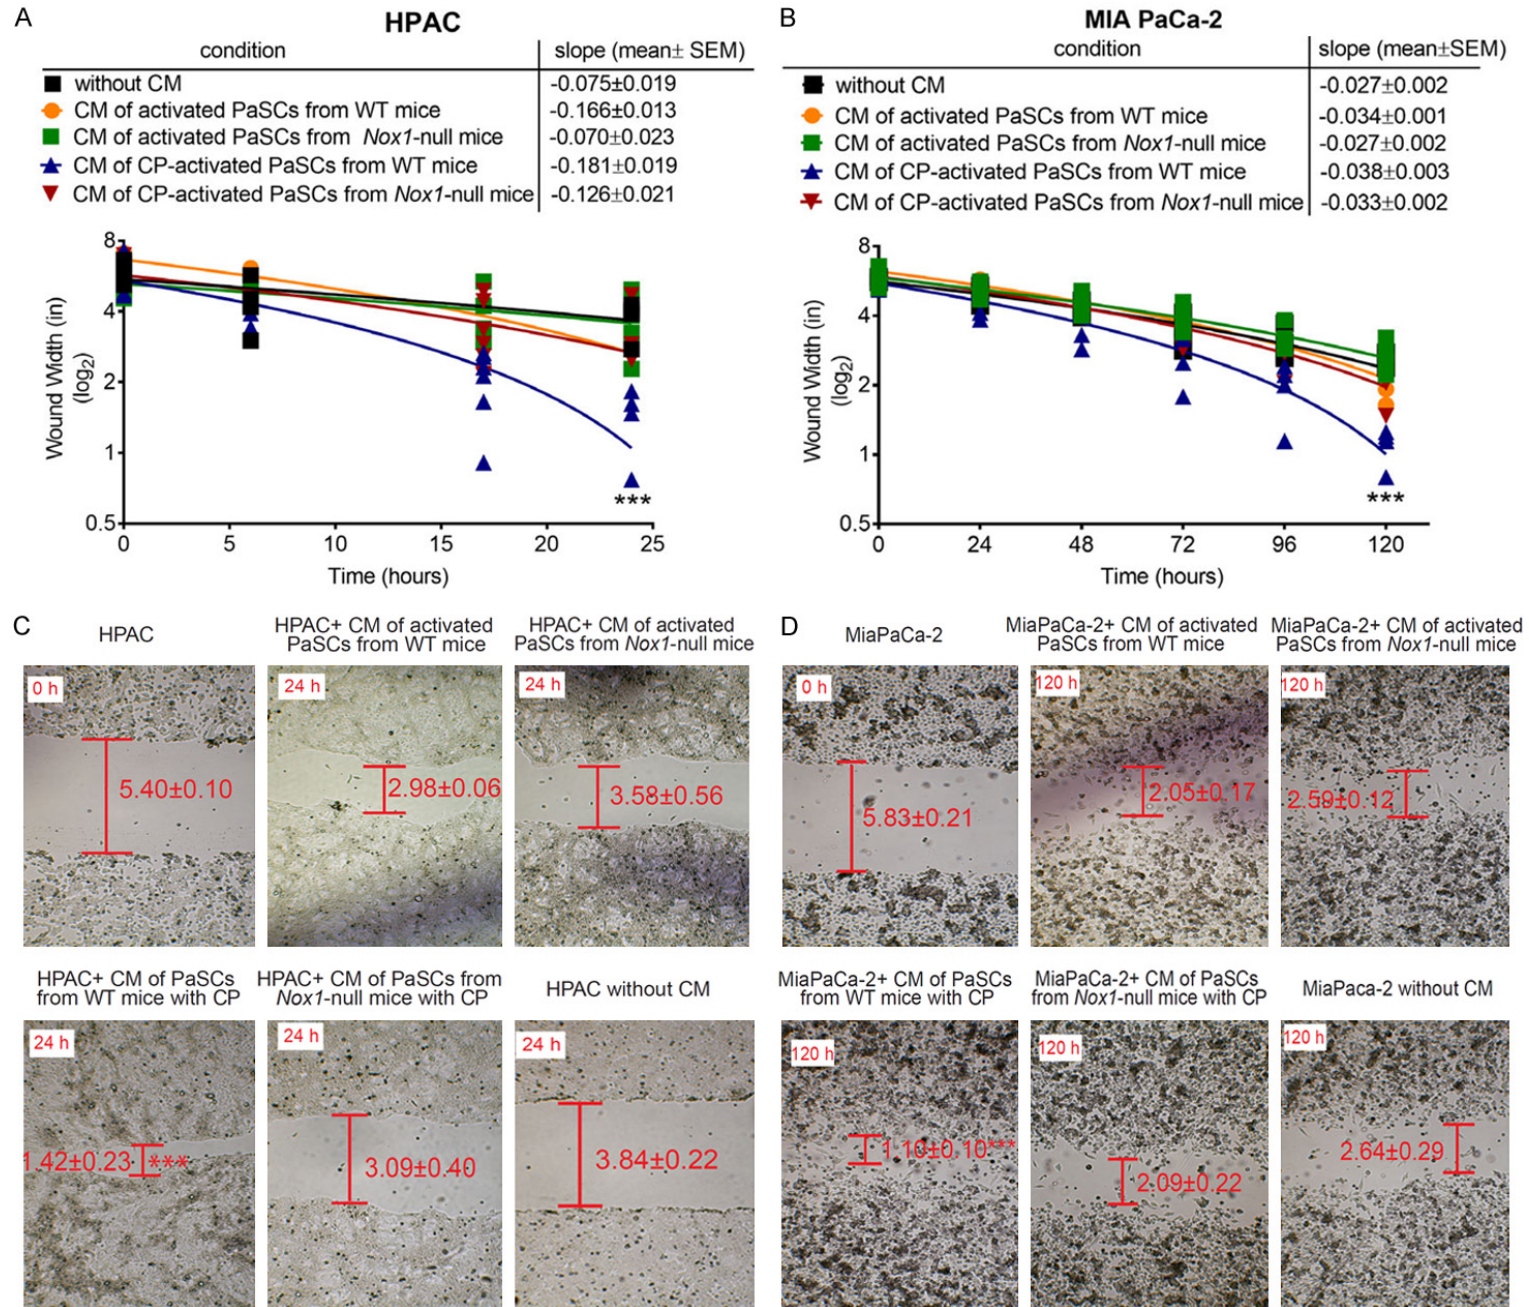 A
HPAC
condition slope (mean± SEM)
without CM -0.075±0.019
CM of activated PaSCs from WT mice -0.166±0.013
CM of activated PaSCs from Nox1-null mice -0.070±0.023
CM of CP-activated PaSCs from WT mice -0.181±0.019
CM of CP-activated PaSCs from Nox1-null mice -0.126±0.021
8
4
2
1
0.5
Wound Width (in)
(log2)
0 5 10 15 20 25
***
Time (hours)
B
MIA PaCa-2
condition slope (mean±SEM)
without CM -0.027±0.002
CM of activated PaSCs from WT mice -0.034±0.001
CM of activated PaSCs from Nox1-null mice -0.027±0.002
CM of CP-activated PaSCs from WT mice -0.038±0.003
CM of CP-activated PaSCs from Nox1-null mice -0.033±0.002
8
4
2
1
0.5
Wound Width (in)
(log2)
***
0 24 48 72 96 120
Time (hours)
C
HPAC
0 h
5.40±0.10
HPAC+ CM of activated
PaSCs from WT mice
24 h
2.98±0.06
HPAC+ CM of activated
PaSCs from Nox1-null mice
24 h
3.58±0.56
HPAC+ CM of PaSCs
from WT mice with CP
24 h
1.42±0.23 ***
HPAC+ CM of PaSCs from
Nox1-null mice with CP
24 h
3.09±0.40
HPAC without CM
24 h
3.84±0.22
D
MiaPaCa-2
0 h
5.83±0.21
MiaPaCa-2+ CM of activated
PaSCs from WT mice
120 h
2.05±0.17
MiaPaCa-2+ CM of activated
PaSCs from Nox1-null mice
120 h
2.59±0.12
MiaPaCa-2+ CM of PaSCs
from WT mice with CP
120 h
1.10±0.10***
MiaPaCa-2+ CM of PaSCs
from Nox1-null mice with CP
120 h
2.09±0.22
MiaPaca-2 without CM
120 h
2.64±0.29